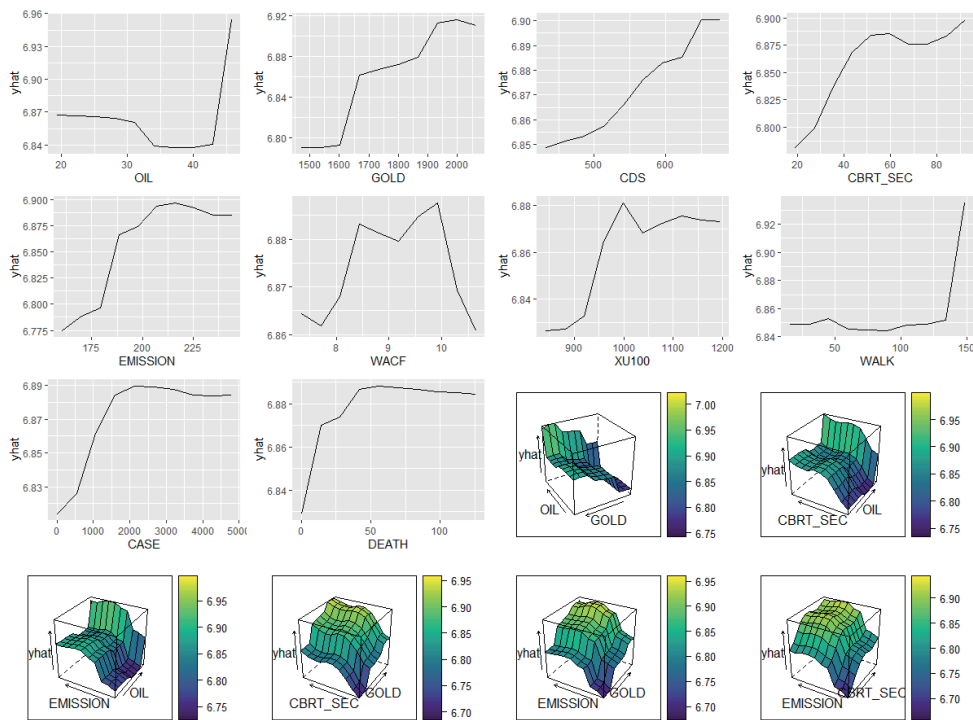 6.96
6.93
6.90
6.87
6.84
yhat
20 30 40
OIL
6.92
6.88
6.84
6.80
yhat
1500 1600 1700 1800 1900 2000
GOLD
6.90
6.89
6.88
6.87
6.86
6.85
yhat
500 600
CDS
6.900
6.875
6.850
6.825
6.800
yhat
20 40 60 80
CBRT_SEC
6.900
6.875
6.850
6.825
6.800
6.775
yhat
175 200 225
EMISSION
6.88
6.87
6.86
yhat
8 9 10
WACF
6.88
6.86
6.84
yhat
900 1000 1100 1200
XU100
6.92
6.90
6.88
6.86
6.84
yhat
50 100 150
WALK
6.89
6.87
6.85
6.83
yhat
0 1000 2000 3000 4000 5000
CASE
6.88
6.86
6.84
yhat
0 50 100
DEATH
yhat
OIL
GOLD
7.00
6.95
6.90
6.85
6.80
6.75
yhat
CBRT_SEC
OIL
6.95
6.90
6.85
6.80
6.75
yhat
EMISSION
OIL
6.95
6.90
6.85
6.80
6.75
yhat
CBRT_SEC
GOLD
6.95
6.90
6.85
6.80
6.75
6.70
yhat
EMISSION
GOLD
6.95
6.90
6.85
6.80
6.75
6.70
yhat
EMISSION
CBRT_SEC
6.90
6.85
6.80
6.75
6.70